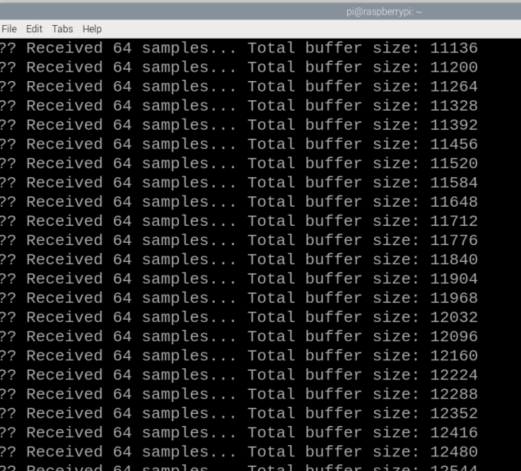 pi@raspberrypi: ~
File Edit Tabs Help
?? Received 64 samples... Total buffer size: 11136
?? Received 64 samples... Total buffer size: 11200
?? Received 64 samples... Total buffer size: 11264
?? Received 64 samples... Total buffer size: 11328
?? Received 64 samples... Total buffer size: 11392
?? Received 64 samples... Total buffer size: 11456
?? Received 64 samples... Total buffer size: 11520
?? Received 64 samples... Total buffer size: 11584
?? Received 64 samples... Total buffer size: 11648
?? Received 64 samples... Total buffer size: 11712
?? Received 64 samples... Total buffer size: 11776
?? Received 64 samples... Total buffer size: 11840
?? Received 64 samples... Total buffer size: 11904
?? Received 64 samples... Total buffer size: 11968
?? Received 64 samples... Total buffer size: 12032
?? Received 64 samples... Total buffer size: 12096
?? Received 64 samples... Total buffer size: 12160
?? Received 64 samples... Total buffer size: 12224
?? Received 64 samples... Total buffer size: 12288
?? Received 64 samples... Total buffer size: 12352
?? Received 64 samples... Total buffer size: 12416
?? Received 64 samples... Total buffer size: 12480
?? Received 64 samples... Total buffer size: 12544